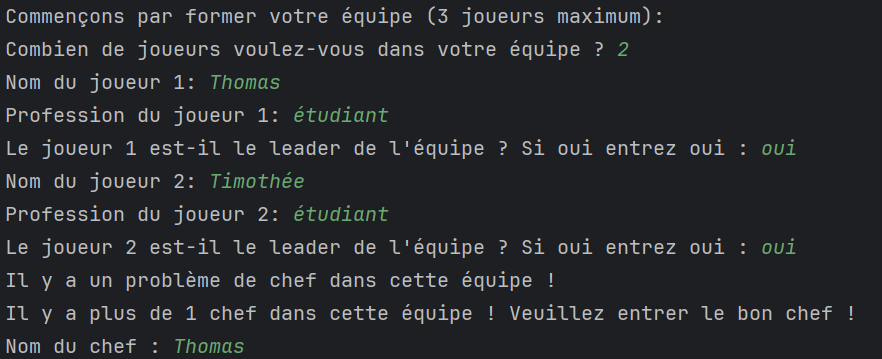 Commençons par former votre équipe (3 joueurs maximum):
Combien de joueurs voulez-vous dans votre équipe ? 2
Nom du joueur 1: Thomas
Profession du joueur 1: étudiant
Le joueur 1 est-il le leader de l'équipe ? Si oui entrez oui : oui
Nom du joueur 2: Timothée
Profession du joueur 2: étudiant
Le joueur 2 est-il le leader de l'équipe ? Si oui entrez oui : oui
Il y a un problème de chef dans cette équipe !
Il y a plus de 1 chef dans cette équipe ! Veuillez entrer le bon chef !
Nom du chef : Thomas